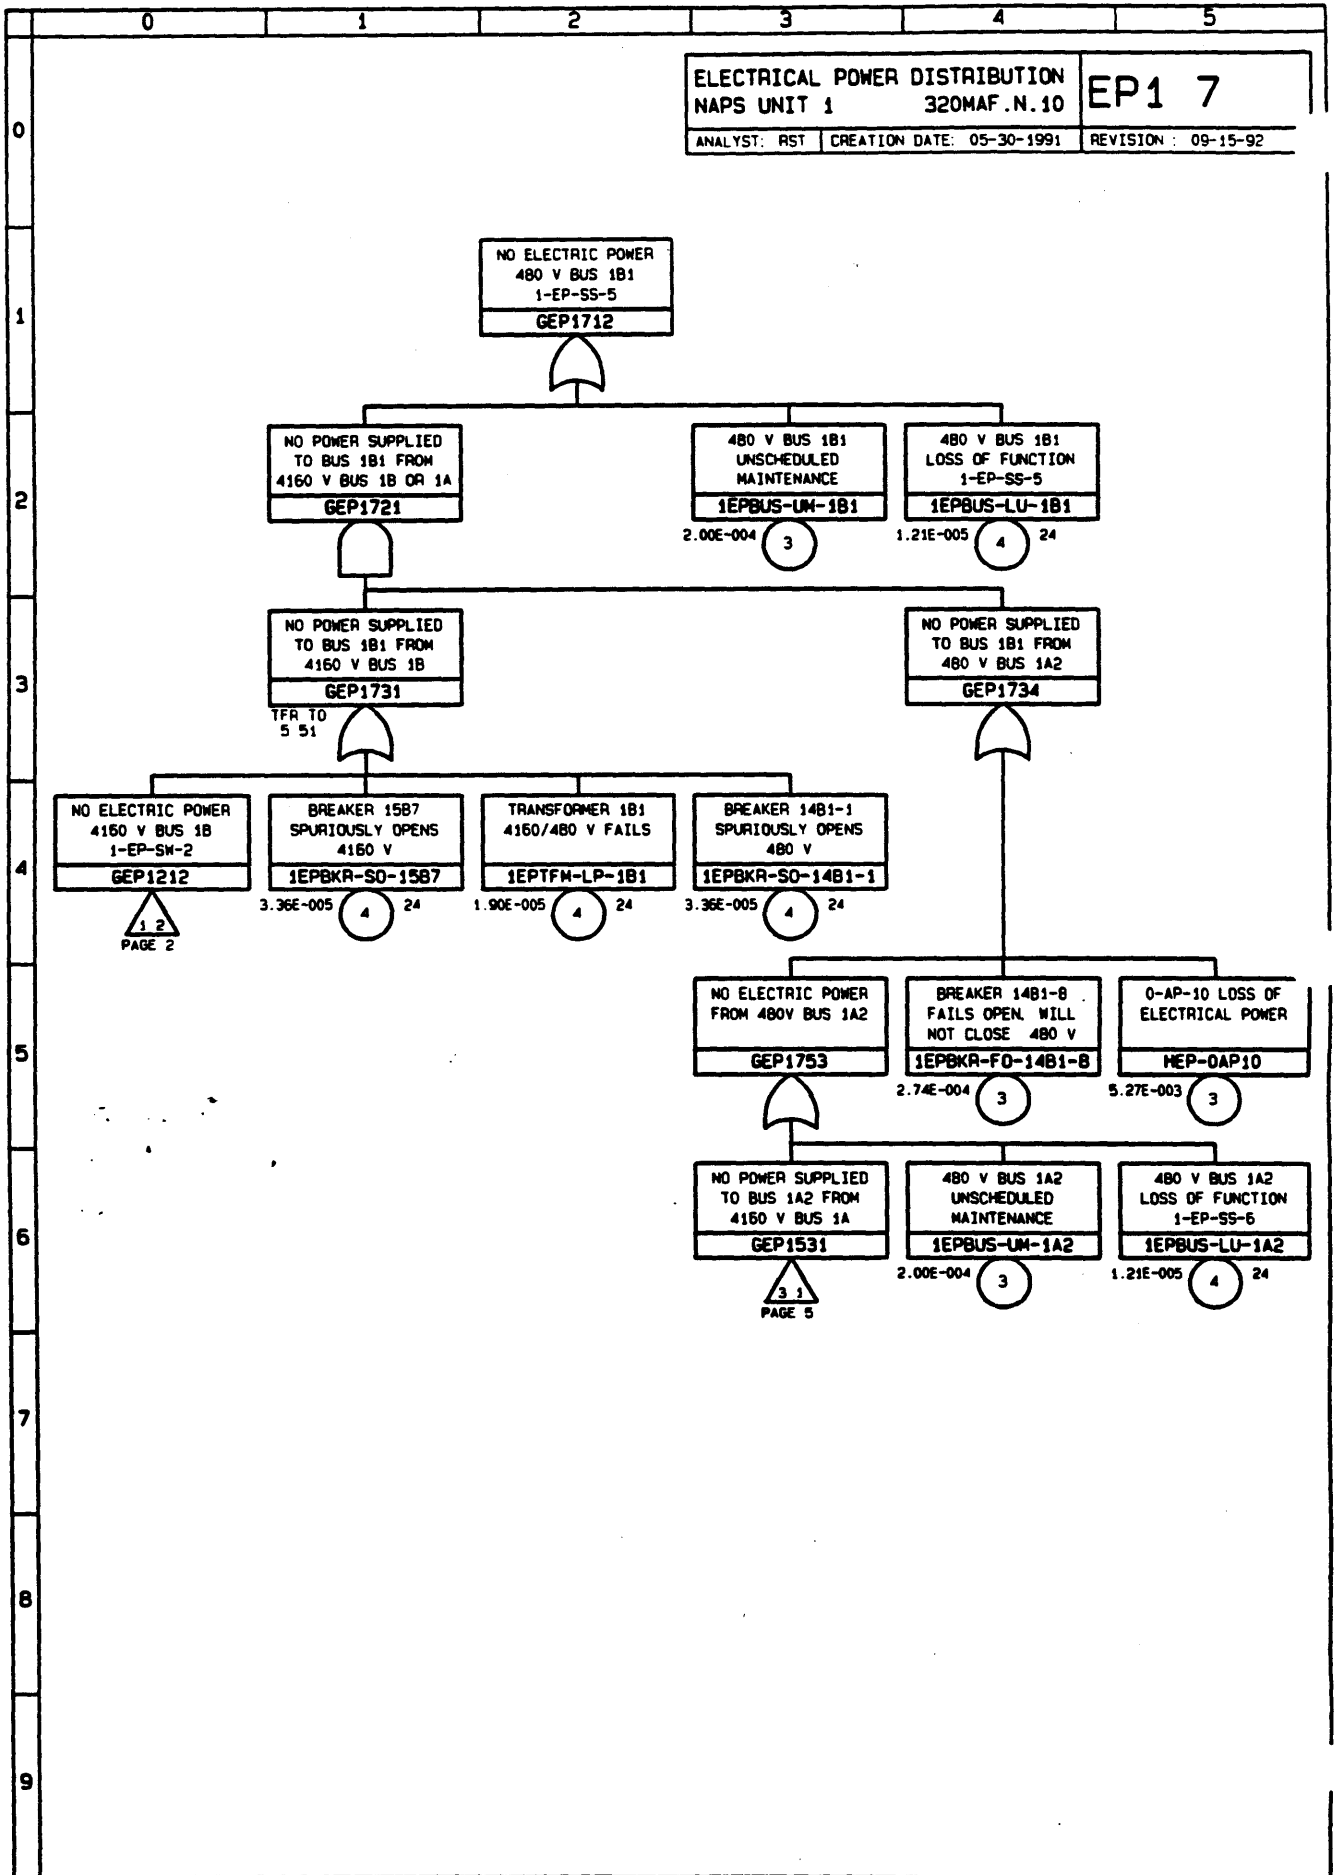 0 1 2 3 4 5
ELECTRICAL POWER DISTRIBUTION
NAPS UNIT 1 320MAF.N.10
EP1 7
ANALYST: RST CREATION DATE: 05-30-1991 REVISION : 09-15-92
0
NO ELECTRIC POWER
480 V BUS 1B1
1-EP-SS-5
GEP1712
1
NO POWER SUPPLIED
TO BUS 1B1 FROM
4160 V BUS 1B OR 1A
GEP1721
480 V BUS 1B1
UNSCHEDULED
MAINTENANCE
1EPBUS-UM-1B1
2.00E-004 3
480 V BUS 1B1
LOSS OF FUNCTION
1-EP-SS-5
1EPBUS-LU-1B1
1.21E-005 4 24
2
NO POWER SUPPLIED
TO BUS 1B1 FROM
4160 V BUS 1B
GEP1731
TFR TO
5 51
NO POWER SUPPLIED
TO BUS 1B1 FROM
480 V BUS 1A2
GEP1734
3
NO ELECTRIC POWER
4160 V BUS 1B
1-EP-SW-2
GEP1212
1 2
PAGE 2
BREAKER 15B7
SPURIOUSLY OPENS
4160 V
1EPBKR-SO-15B7
3.36E-005 4 24
TRANSFORMER 1B1
4160/480 V FAILS
1EPTFM-LP-1B1
1.90E-005 4 24
BREAKER 14B1-1
SPURIOUSLY OPENS
480 V
1EPBKR-SO-14B1-1
3.36E-005 4 24
4
NO ELECTRIC POWER
FROM 480V BUS 1A2
GEP1753
BREAKER 14B1-8
FAILS OPEN. WILL
NOT CLOSE 480 V
1EPBKR-FO-14B1-8
2.74E-004 3
0-AP-10 LOSS OF
ELECTRICAL POWER
HEP-0AP10
5.27E-003 3
5
NO POWER SUPPLIED
TO BUS 1A2 FROM
4160 V BUS 1A
GEP1531
3 1
PAGE 5
480 V BUS 1A2
UNSCHEDULED
MAINTENANCE
1EPBUS-UM-1A2
2.00E-004 3
480 V BUS 1A2
LOSS OF FUNCTION
1-EP-SS-6
1EPBUS-LU-1A2
1.21E-005 4 24
6
7
8
9